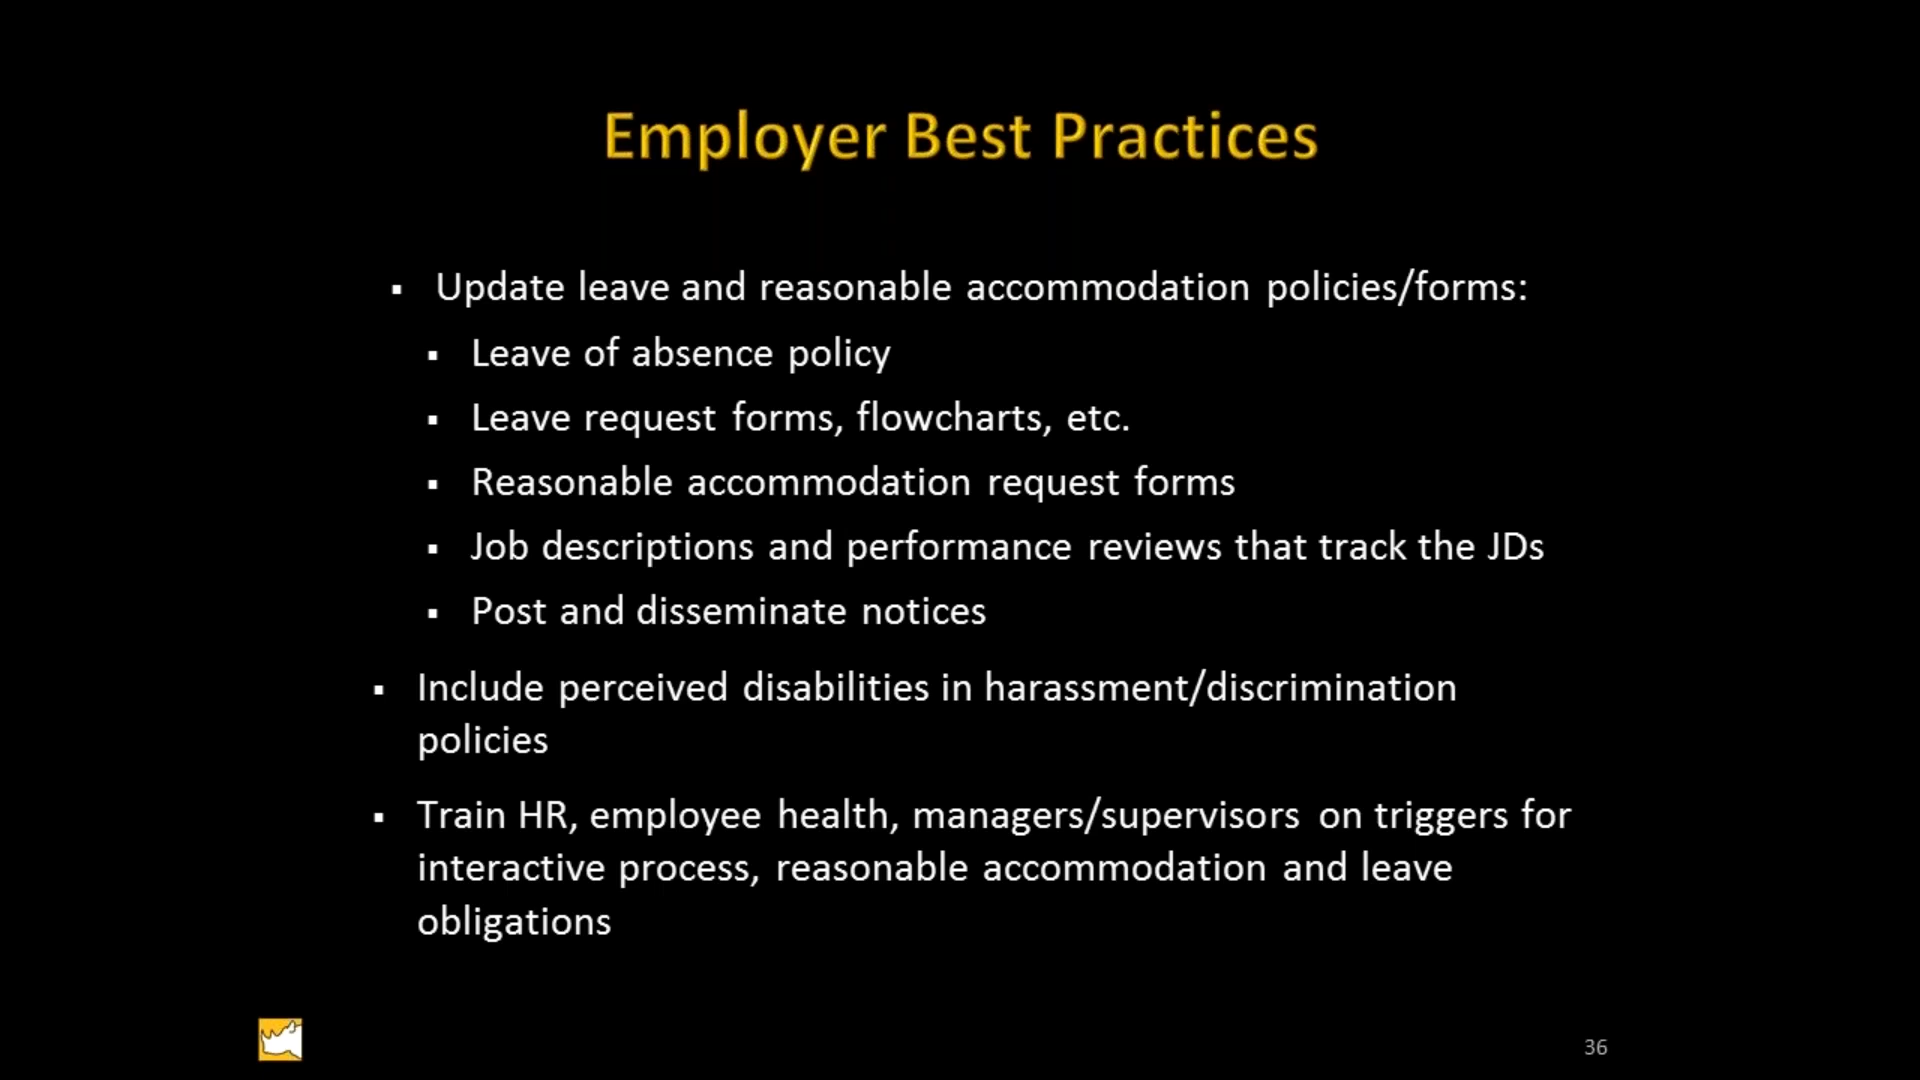 Employer Best Practices
▪ Update leave and reasonable accommodation policies/forms:
▪ Leave of absence policy
▪ Leave request forms, flowcharts, etc.
▪ Reasonable accommodation request forms
▪ Job descriptions and performance reviews that track the JDs
▪ Post and disseminate notices
▪ Include perceived disabilities in harassment/discrimination
policies
▪ Train HR, employee health, managers/supervisors on triggers for
interactive process, reasonable accommodation and leave
obligations
36